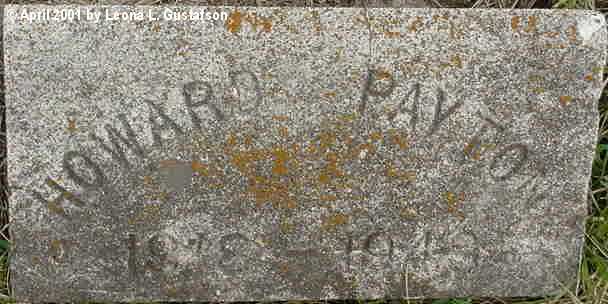 © April 2001 by Leona L. Gustafson
HOWARD PAYTON